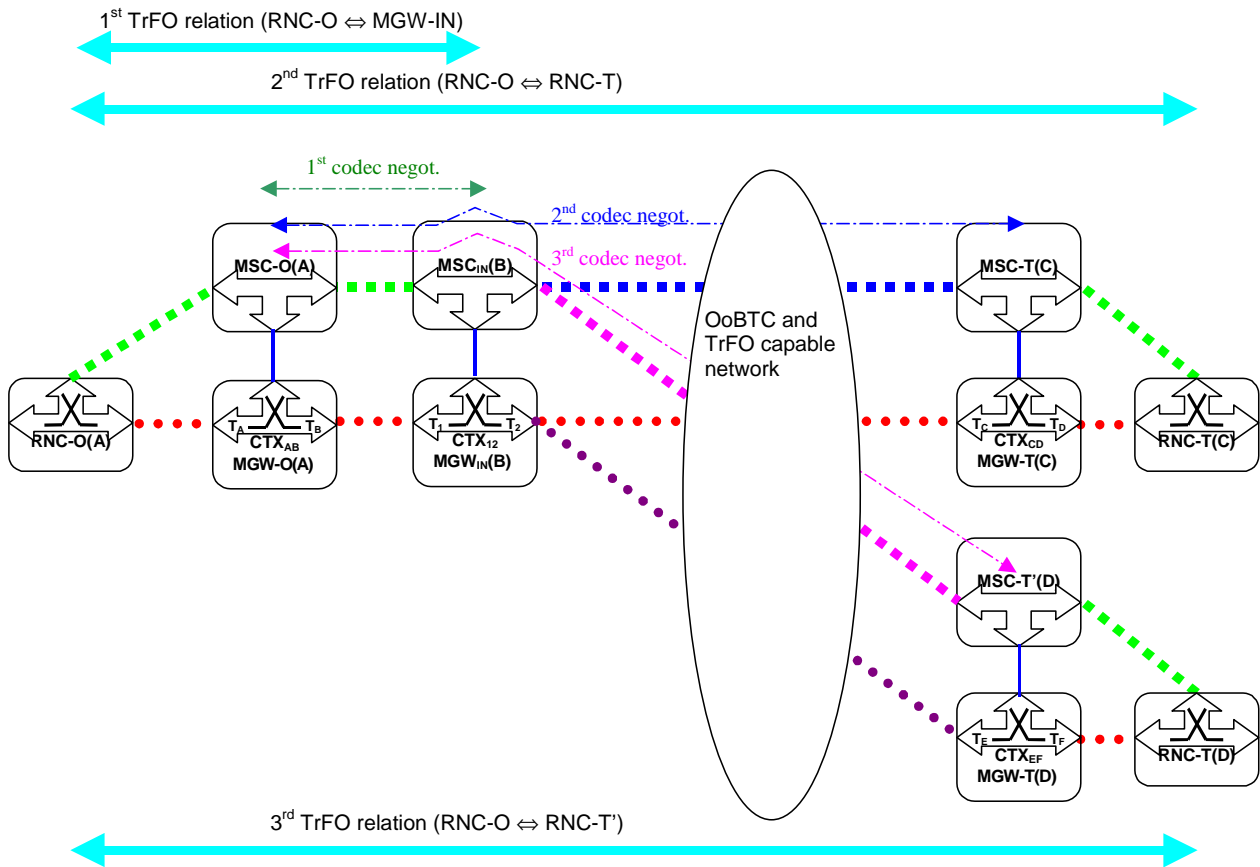 1st TrFO relation (RNC-O ⇔ MGW-IN)
2nd TrFO relation (RNC-O ⇔ RNC-T)
1st codec negot.
2nd codec negot.
3rd codec negot.
MSC-O(A)
MSCIN(B)
MSC-T(C)
OoBTC and
TrFO capable
network
RNC-O(A)
TA TB
CTXAB
MGW-O(A)
T1 T2
CTX12
MGWIN(B)
TC TD
CTXCD
MGW-T(C)
RNC-T(C)
MSC-T’(D)
TE TF
CTXEF
MGW-T(D)
RNC-T(D)
3rd TrFO relation (RNC-O ⇔ RNC-T’)